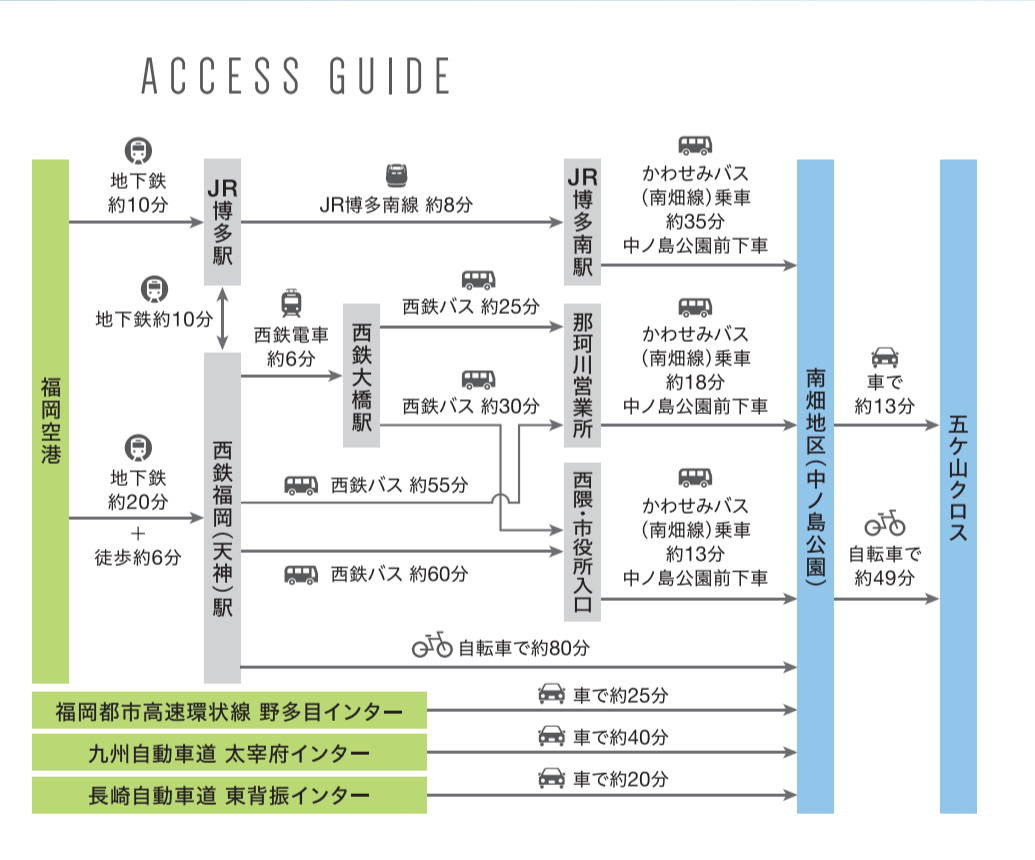 ACCESS GUIDE
福岡空港
地下鉄
約10分
JR博多駅
JR博多南線 約8分
JR博多南駅
かわせみバス
(南畑線)乗車
約35分
中ノ島公園前下車
地下鉄約10分
西鉄電車
約6分
西鉄大橋駅
西鉄バス 約25分
那珂川営業所
かわせみバス
(南畑線)乗車
約18分
中ノ島公園前下車
西鉄バス 約30分
地下鉄
約20分
+
徒歩約6分
西鉄福岡(天神)駅
西鉄バス 約55分
西鉄バス 約60分
西隈・市役所入口
かわせみバス
(南畑線)乗車
約13分
中ノ島公園前下車
自転車で約80分
南畑地区(中ノ島公園)
車で
約13分
自転車で
約49分
五ケ山クロス
福岡都市高速環状線 野多目インター
車で約25分
九州自動車道 太宰府インター
車で約40分
長崎自動車道 東背振インター
車で約20分